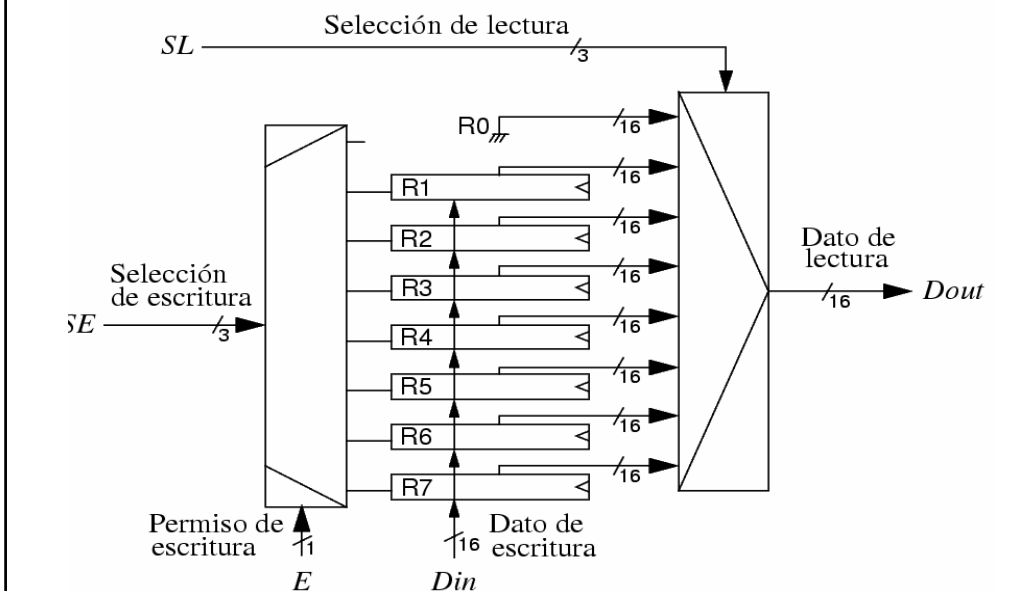 Selección de lectura
SL
3
R0
16
R1
16
R2
16
R3
16
R4
16
R5
16
R6
16
R7
16
Selección
de escritura
SE
3
Permiso de
escritura
1
E
16
Din
Dato de
escritura
Dato de
lectura
16
Dout